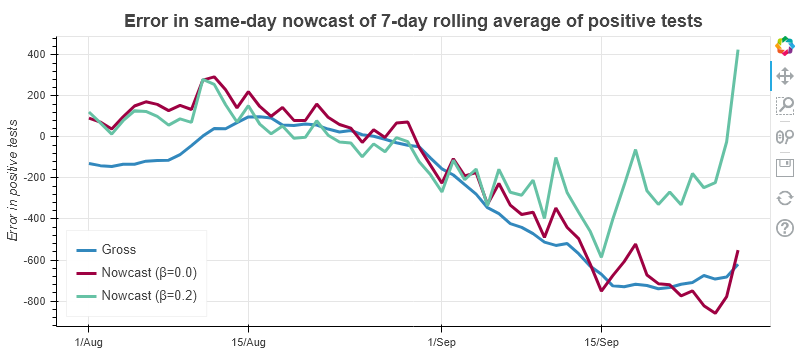 Error in same-day nowcast of 7-day rolling average of positive tests
Error in positive tests
400
200
0
-200
-400
-600
-800
Gross
Nowcast (β=0.0)
Nowcast (β=0.2)
1/Aug
15/Aug
1/Sep
15/Sep